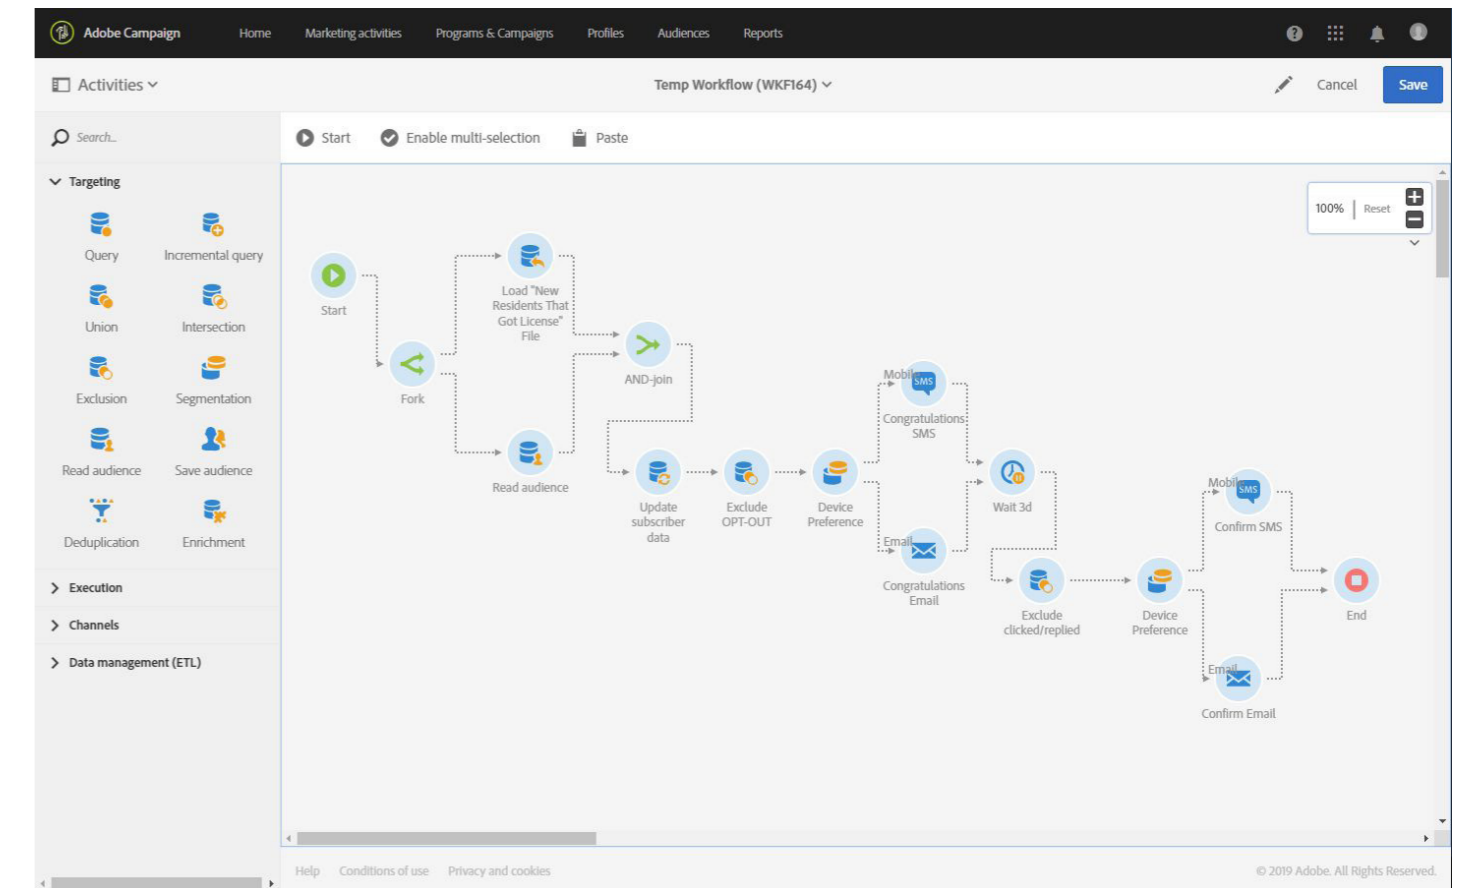 Adobe Campaign Home Marketing activities Programs & Campaigns Profiles Audiences Reports
Activities Temp Workflow (WKF164) Cancel Save
Search... Start Enable multi-selection Paste
Targeting
100% Reset
Query Incremental query
Union Intersection
Exclusion Segmentation
Read audience Save audience
Deduplication Enrichment
Execution
Channels
Data management (ETL)
Start
Fork
Load "New
Residents That
Got License"
File
Read audience
AND-join
Update
subscriber
data
Exclude
OPT-OUT
Device
Preference
Mobile
SMS
Congratulations
SMS
Email
Congratulations
Email
Wait 3d
Exclude
clicked/replied
Device
Preference
Mobile
SMS
Confirm SMS
Email
Confirm Email
End
Help Conditions of use Privacy and cookies © 2019 Adobe. All Rights Reserved.